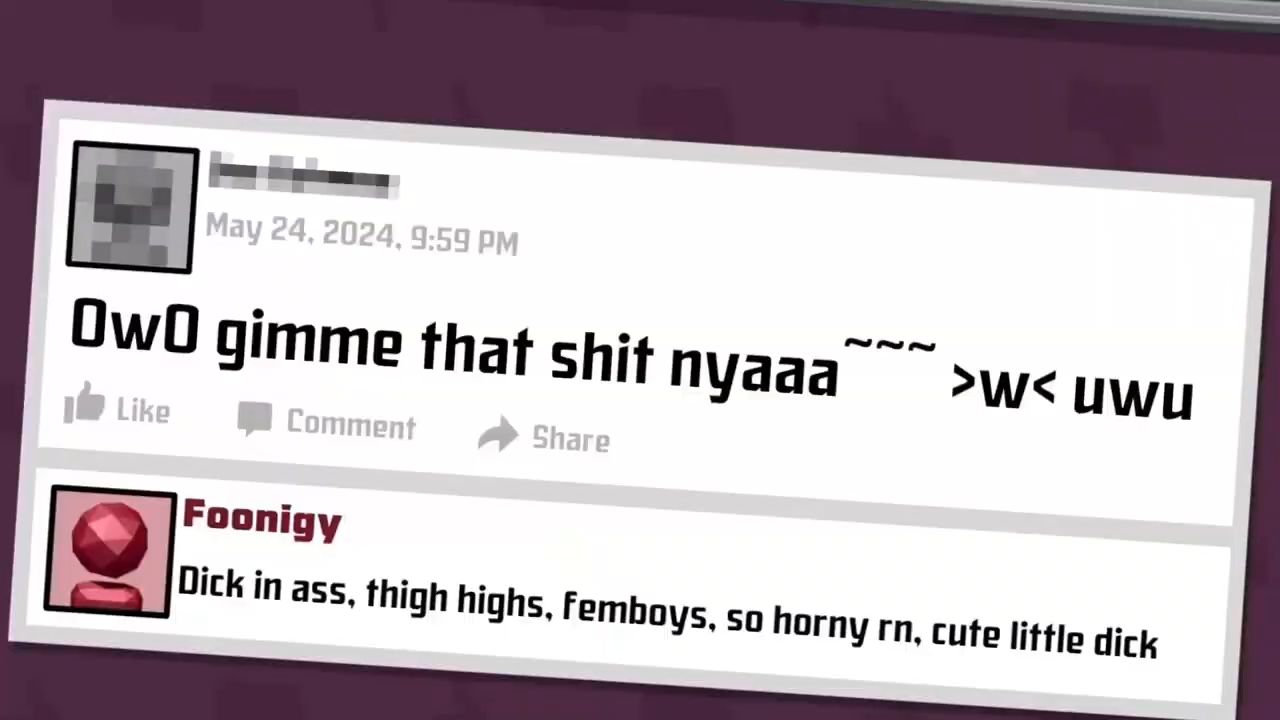 May 24, 2024, 9:59 PM
OwO gimme that shit nyaaa~~~ >w< uwu
Like Comment Share
Foonigy
Dick in ass, thigh highs, femboys, so horny rn, cute little dick